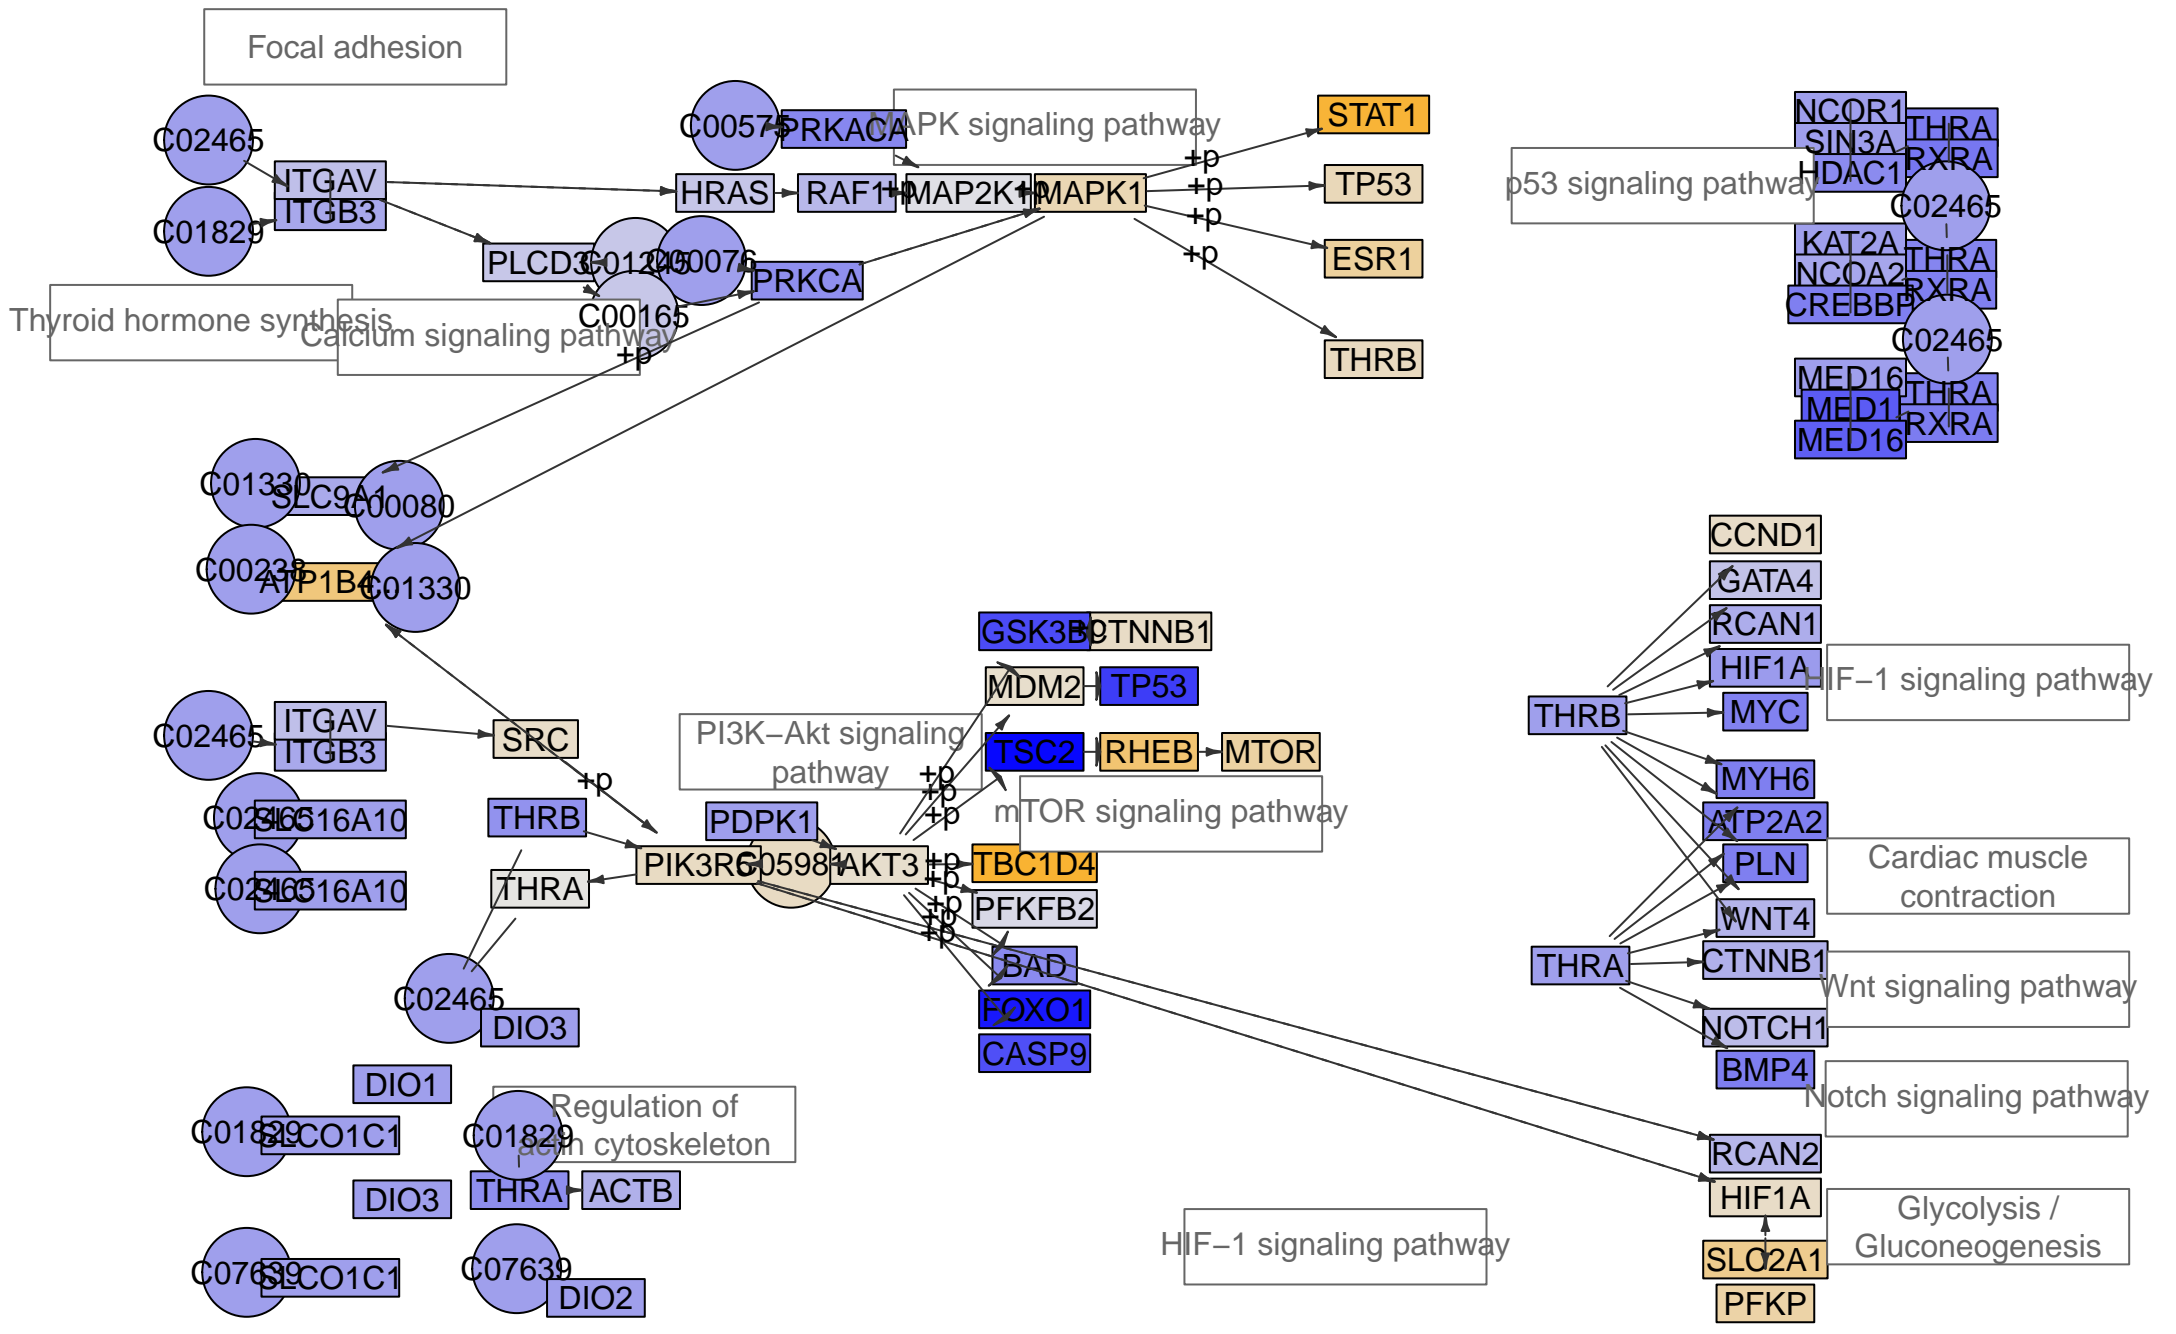 Focal adhesion
C02465
C01829
ITGAV
ITGB3
C00575
PRKACA
MAPK signaling pathway
HRAS
RAF1
+p
MAP2K1
+p
MAPK1
+p
+p
+p
+p
STAT1
TP53
ESR1
THRB
PLCD3
C01245
C00076
C00165
PRKCA
Thyroid hormone synthesis
Calcium signaling pathway
+p
p53 signaling pathway
NCOR1
SIN3A
HDAC1
THRA
RXRA
C02465
KAT2A
NCOA2
CREBBP
THRA
RXRA
C02465
MED16
MED1
MED16
THRA
RXRA
C01330
SLC9A1
C00080
C00238
ATP1B4
C01330
CCND1
GATA4
RCAN1
HIF1A
MYC
HIF−1 signaling pathway
THRB
MYH6
ATP2A2
PLN
WNT4
Cardiac muscle
contraction
THRA
CTNNB1
Wnt signaling pathway
NOTCH1
BMP4
Notch signaling pathway
GSK3B
CTNNB1
MDM2
TP53
TSC2
RHEB
MTOR
PI3K−Akt signaling
pathway
mTOR signaling pathway
+p
+p
+p
C02465
ITGAV
ITGB3
SRC
+p
C02465
SLC16A10
C02465
SLC16A10
THRB
THRA
PDPK1
PIK3R6
C05981
AKT3
+p
+p
+p
+p
+p
TBC1D4
PFKFB2
BAD
FOXO1
CASP9
C02465
DIO3
DIO1
C01829
SLCO1C1
DIO3
C07639
SLCO1C1
Regulation of
actin cytoskeleton
C01829
THRA
ACTB
C07639
DIO2
HIF−1 signaling pathway
RCAN2
HIF1A
SLC2A1
PFKP
Glycolysis /
Gluconeogenesis